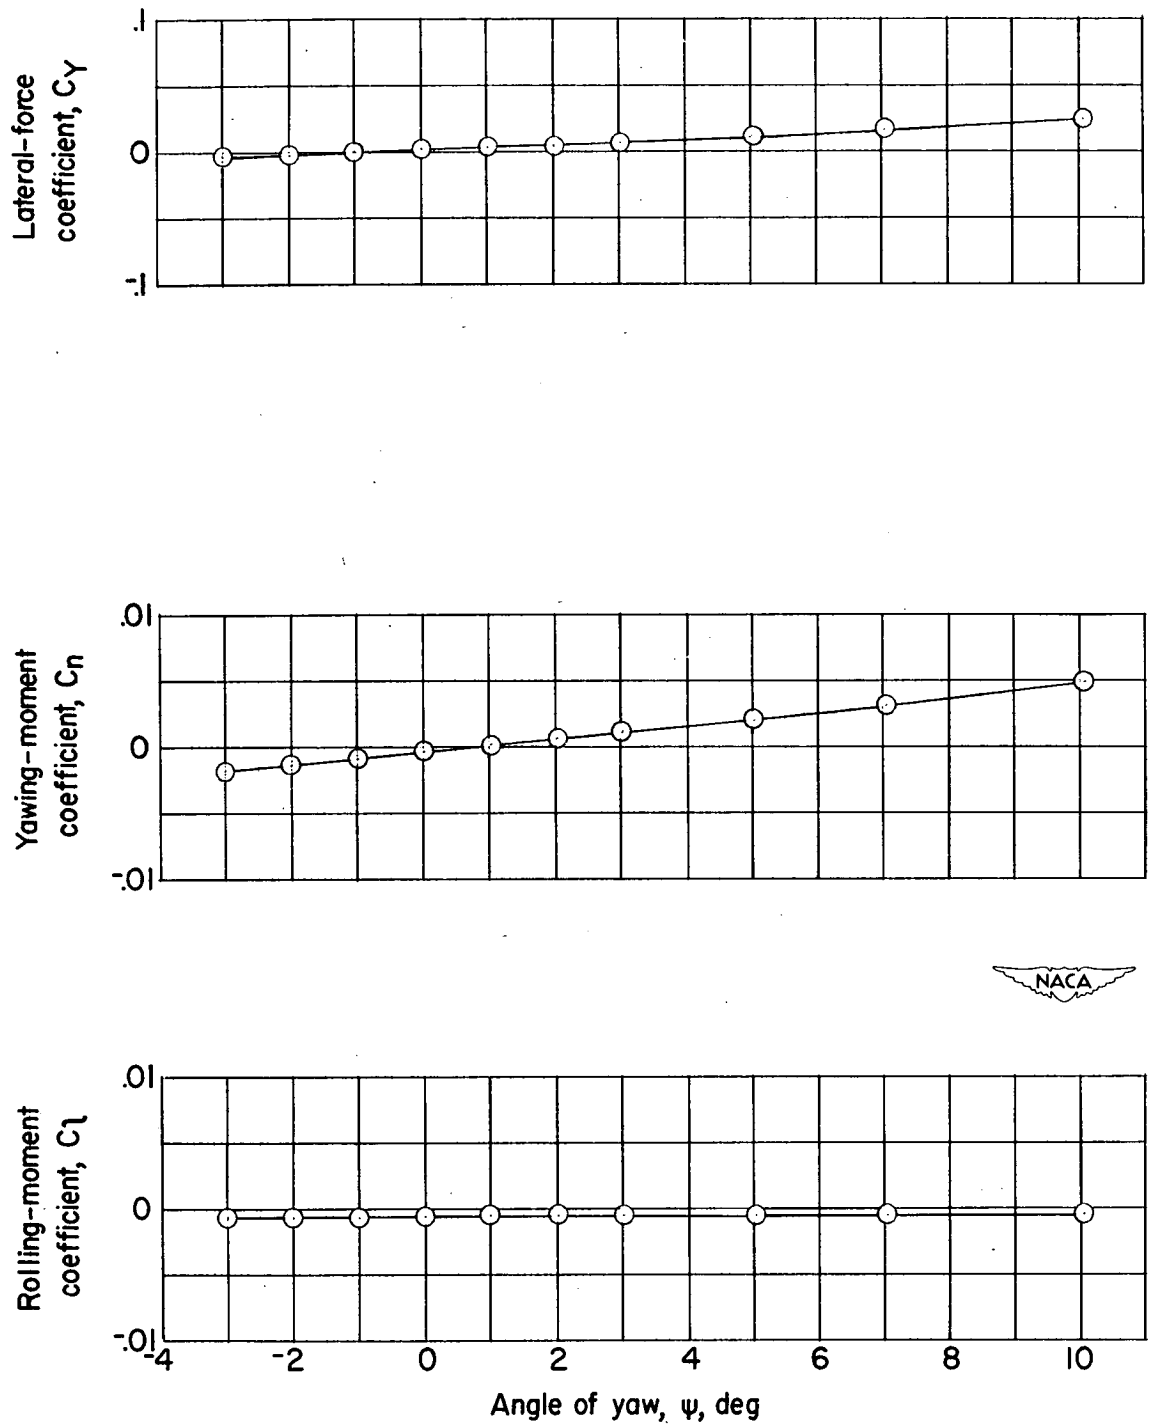 Lateral-force
coefficient, CY
.1
0
-.1
Yawing-moment
coefficient, Cn
.01
0
-.01
NACA
Rolling-moment
coefficient, Cl
.01
0
-.01
-4 -2 0 2 4 6 8 10
Angle of yaw, ψ, deg